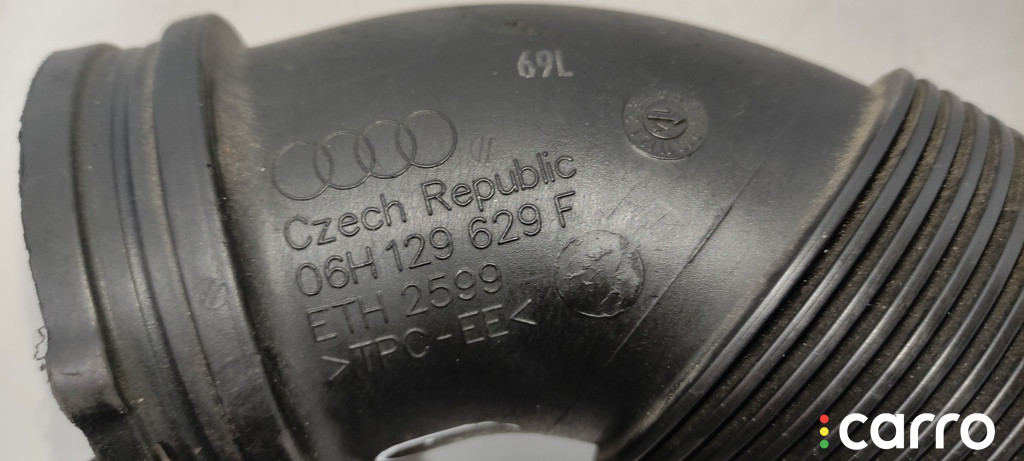 69L
Czech Republic
06H 129 629 F
ETH 2599
>TPC-EE<
carro